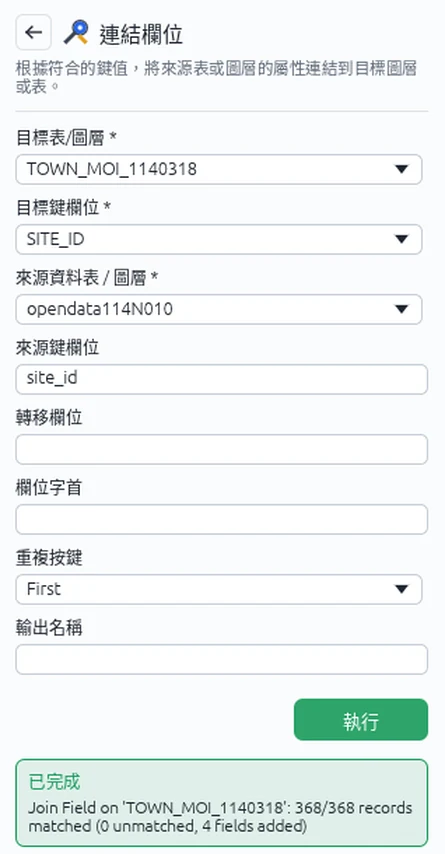 連結欄位
根據符合的鍵值，將來源表或圖層的屬性連結到目標圖層
或表。
目標表/圖層 *
TOWN_MOI_1140318
目標鍵欄位 *
SITE_ID
來源資料表 / 圖層 *
opendata114N010
來源鍵欄位
site_id
轉移欄位
欄位字首
重複按鍵
First
輸出名稱
執行
已完成
Join Field on 'TOWN_MOI_1140318': 368/368 records
matched (0 unmatched, 4 fields added)